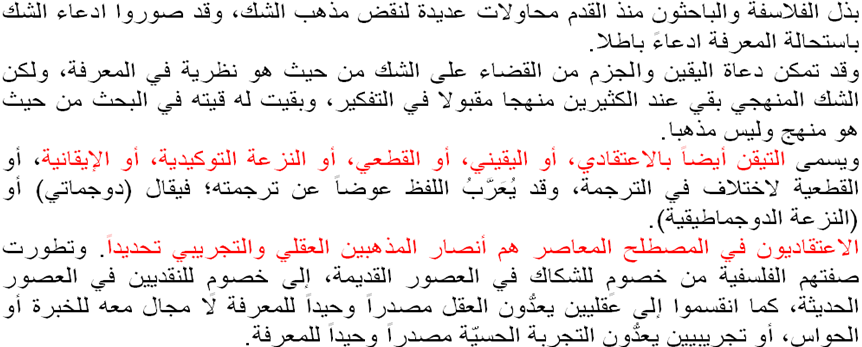 بذل الفلاسفة والباحثون منذ القدم محاولات عديدة لنقض مذهب الشك، وقد صوروا ادعاء الشك
باستحالة المعرفة ادعاءً باطلا.
وقد تمكن دعاة اليقين والجزم من القضاء على الشك من حيث هو نظرية في المعرفة، ولكن
الشك المنهجي بقي عند الكثيرين منهجا مقبولا في التفكير، وبقيت له قيته في البحث من حيث
هو منهج وليس مذهبا.
ويسمى التيقن أيضاً بالاعتقادي، أو اليقيني، أو القطعي، أو النزعة التوكيدية، أو الإيقانية، أو
القطعية لاختلاف في الترجمة، وقد يُعَرَّبُ اللفظ عوضاً عن ترجمته؛ فيقال (دوجماتي) أو
(النزعة الدوجماطيقية).
الاعتقاديون في المصطلح المعاصر هم أنصار المذهبين العقلي والتجريبي تحديداً. وتطورت
صفتهم الفلسفية من خصومٍ للشكاك في العصور القديمة، إلى خصومٍ للنقديين في العصور
الحديثة، كما انقسموا إلى عَقليين يعدُّون العقل مصدراً وحيداً للمعرفة لا مجال معه للخبرة أو
الحواس، أو تجريبيين يعدُّون التجربة الحسيّة مصدراً وحيداً للمعرفة.